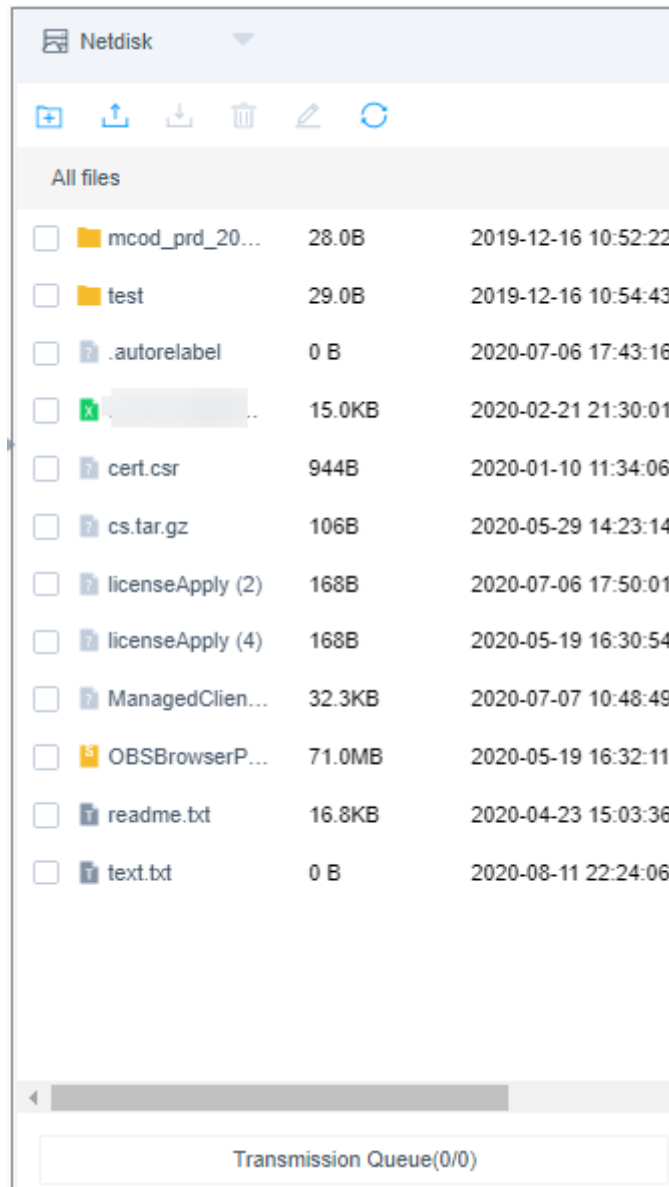 Netdisk
All files
mcod_prd_20... 28.0B 2019-12-16 10:52:22
test 29.0B 2019-12-16 10:54:43
.autorelabel 0 B 2020-07-06 17:43:16
. .. 15.0KB 2020-02-21 21:30:01
cert.csr 944B 2020-01-10 11:34:06
cs.tar.gz 106B 2020-05-29 14:23:14
licenseApply (2) 168B 2020-07-06 17:50:01
licenseApply (4) 168B 2020-05-19 16:30:54
ManagedClien... 32.3KB 2020-07-07 10:48:49
OBSBrowserP... 71.0MB 2020-05-19 16:32:11
readme.txt 16.8KB 2020-04-23 15:03:36
text.txt 0 B 2020-08-11 22:24:06
Transmission Queue(0/0)